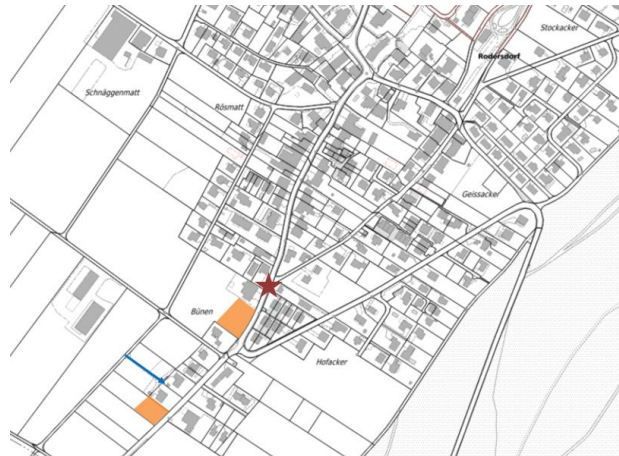 Stockacker
Rodersdorf
Schnäggenmatt
Rösmatt
Geissacker
Bünen
Hofacker